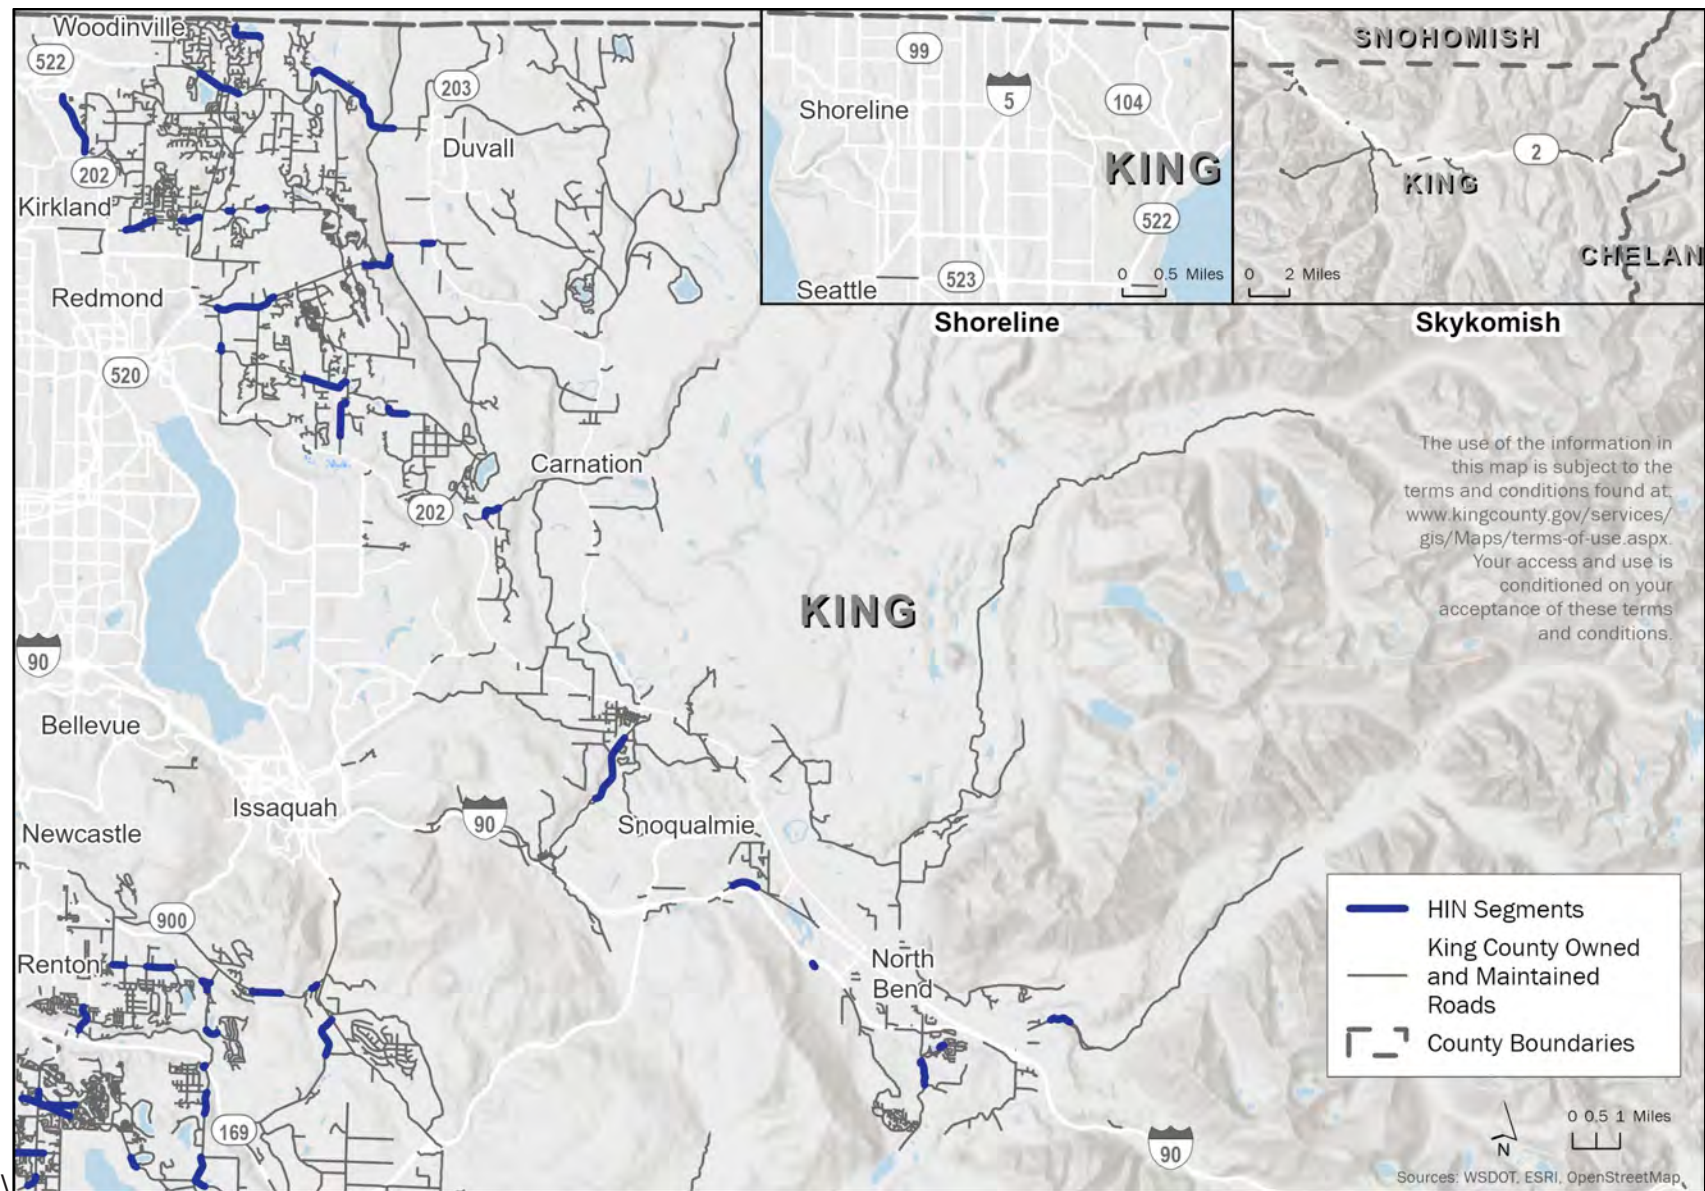 Woodinville
522
203
Duvall
202
Kirkland
Redmond
520
Carnation
202
KING
90
Bellevue
Issaquah
90
Snoqualmie
Newcastle
900
Renton
North
Bend
169
90
99
5
104
Shoreline
KING
522
523
Seattle
0 0.5 Miles
Shoreline
SNOHOMISH
2
KING
CHELAN
0 2 Miles
Skykomish
The use of the information in
this map is subject to the
terms and conditions found at:
www.kingcounty.gov/services/
gis/Maps/terms-of-use.aspx.
Your access and use is
conditioned on your
acceptance of these terms
and conditions.
HIN Segments
King County Owned
and Maintained
Roads
County Boundaries
N
0 0.5 1 Miles
Sources: WSDOT, ESRI, OpenStreetMap
\